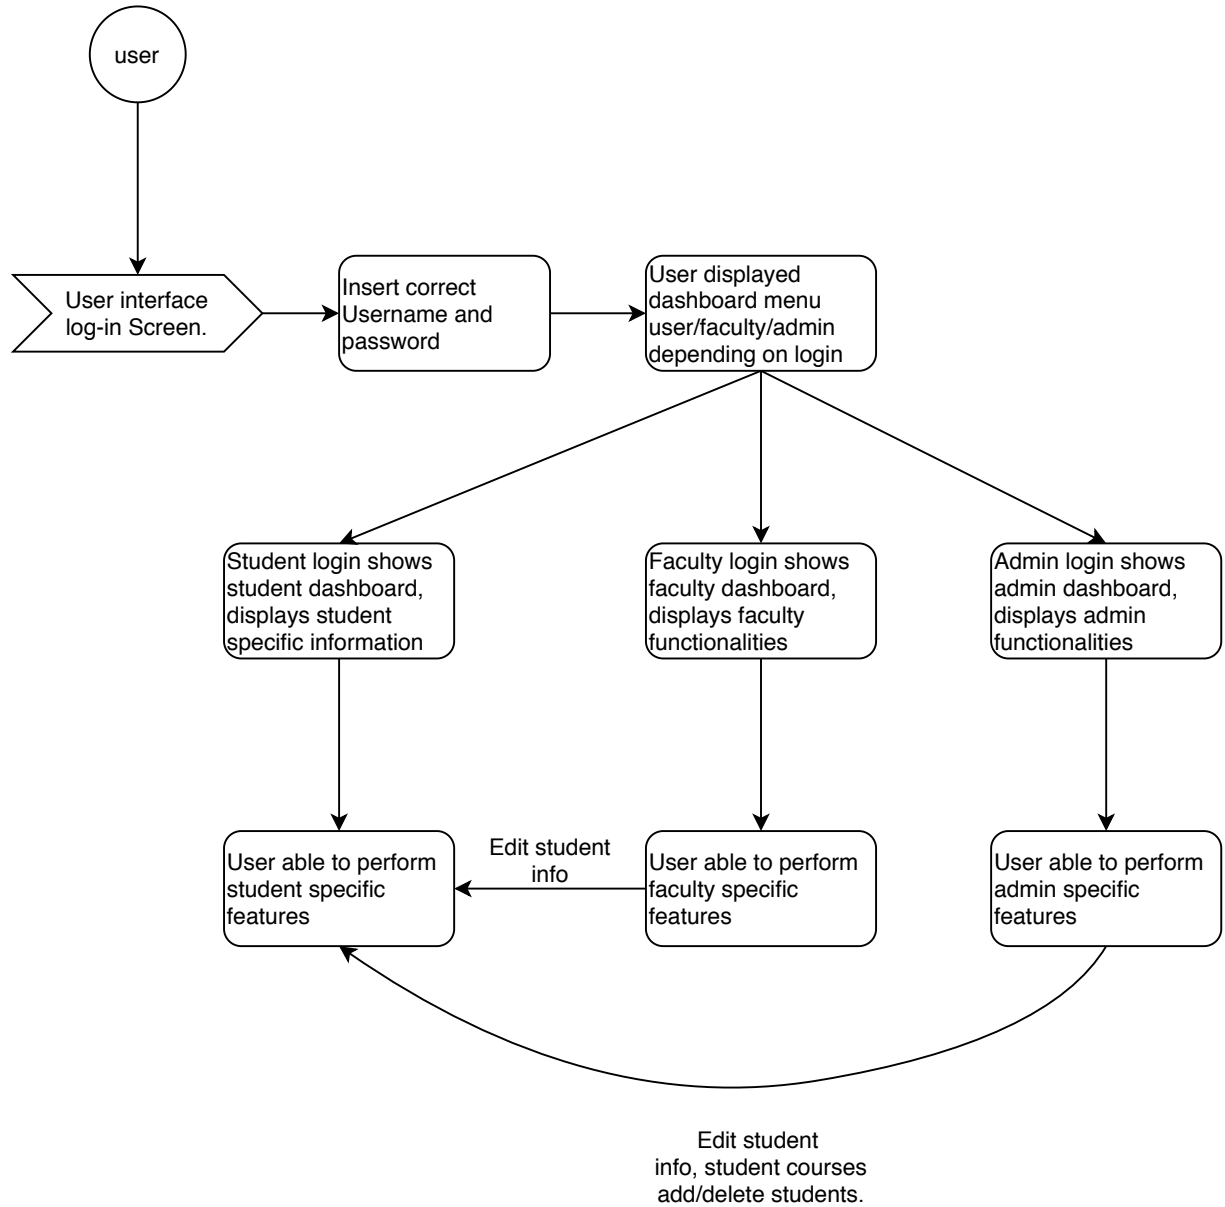 user
User interface
log-in Screen.
Insert correct
Username and
password
User displayed
dashboard menu
user/faculty/admin
depending on login
Student login shows
student dashboard,
displays student
specific information
Faculty login shows
faculty dashboard,
displays faculty
functionalities
Admin login shows
admin dashboard,
displays admin
functionalities
User able to perform
student specific
features
Edit student
info
User able to perform
faculty specific
features
User able to perform
admin specific
features
Edit student
info, student courses
add/delete students.